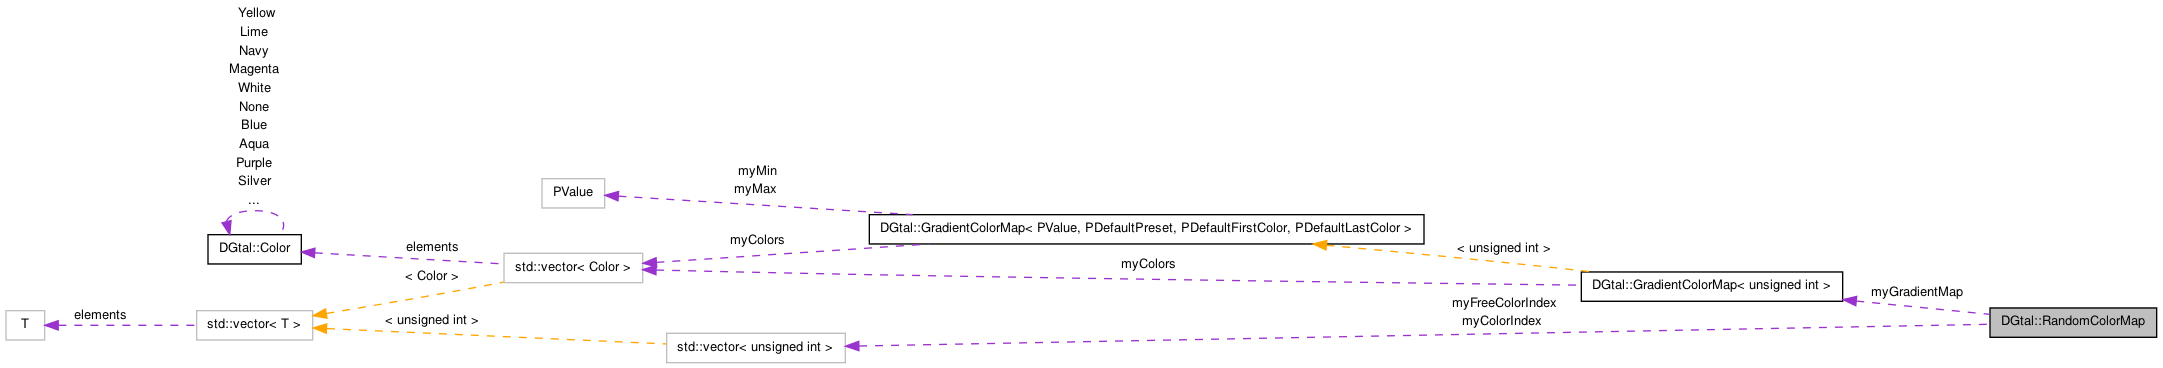 Yellow
Lime
Navy
Magenta
White
None
Blue
Aqua
Purple
Silver
...
myMin
myMax
PValue
DGtal::GradientColorMap< PValue, PDefaultPreset, PDefaultFirstColor, PDefaultLastColor >
DGtal::Color
elements
myColors
< unsigned int >
std::vector< Color >
myColors
< Color >
DGtal::GradientColorMap< unsigned int >
myGradientMap
myFreeColorIndex
myColorIndex
DGtal::RandomColorMap
T
elements
std::vector< T >
< unsigned int >
std::vector< unsigned int >